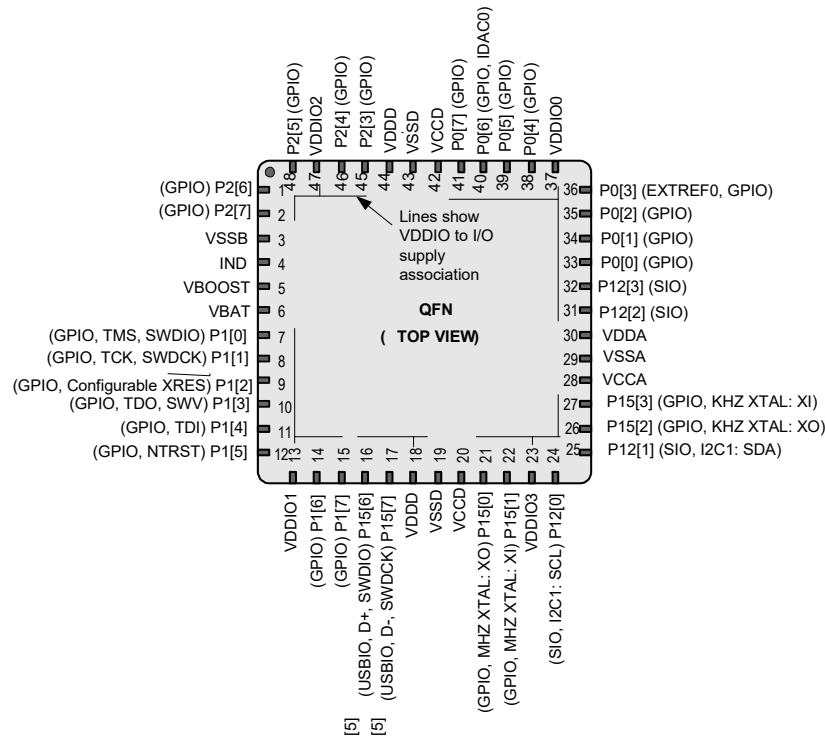 P2[5] (GPIO)
VDDIO2
P2[4] (GPIO)
P2[3] (GPIO)
VDDD
VSSD
VCCD
P0[7] (GPIO)
P0[6] (GPIO, IDAC0)
P0[5] (GPIO)
P0[4] (GPIO)
VDDIO0
48
47
46
45
44
43
42
41
40
39
38
37
(GPIO) P2[6] 1
(GPIO) P2[7] 2
VSSB 3
IND 4
VBOOST 5
VBAT 6
(GPIO, TMS, SWDIO) P1[0] 7
(GPIO, TCK, SWDCK) P1[1] 8
(GPIO, Configurable XRES) P1[2] 9
(GPIO, TDO, SWV) P1[3] 10
(GPIO, TDI) P1[4] 11
(GPIO, NTRST) P1[5] 12
Lines show
VDDIO to I/O
supply
association
QFN
( TOP VIEW)
36 P0[3] (EXTREF0, GPIO)
35 P0[2] (GPIO)
34 P0[1] (GPIO)
33 P0[0] (GPIO)
32 P12[3] (SIO)
31 P12[2] (SIO)
30 VDDA
29 VSSA
28 VCCA
27 P15[3] (GPIO, KHZ XTAL: XI)
26 P15[2] (GPIO, KHZ XTAL: XO)
25 P12[1] (SIO, I2C1: SDA)
13
14
15
16
17
18
19
20
21
22
23
24
VDDIO1
(GPIO) P1[6]
(GPIO) P1[7]
(USBIO, D+, SWDIO) P15[6]
(USBIO, D-, SWDCK) P15[7]
VDDD
VSSD
VCCD
(GPIO, MHZ XTAL: XO) P15[0]
(GPIO, MHZ XTAL: XI) P15[1]
VDDIO3
(SIO, I2C1: SCL) P12[0]
[5]
[5]